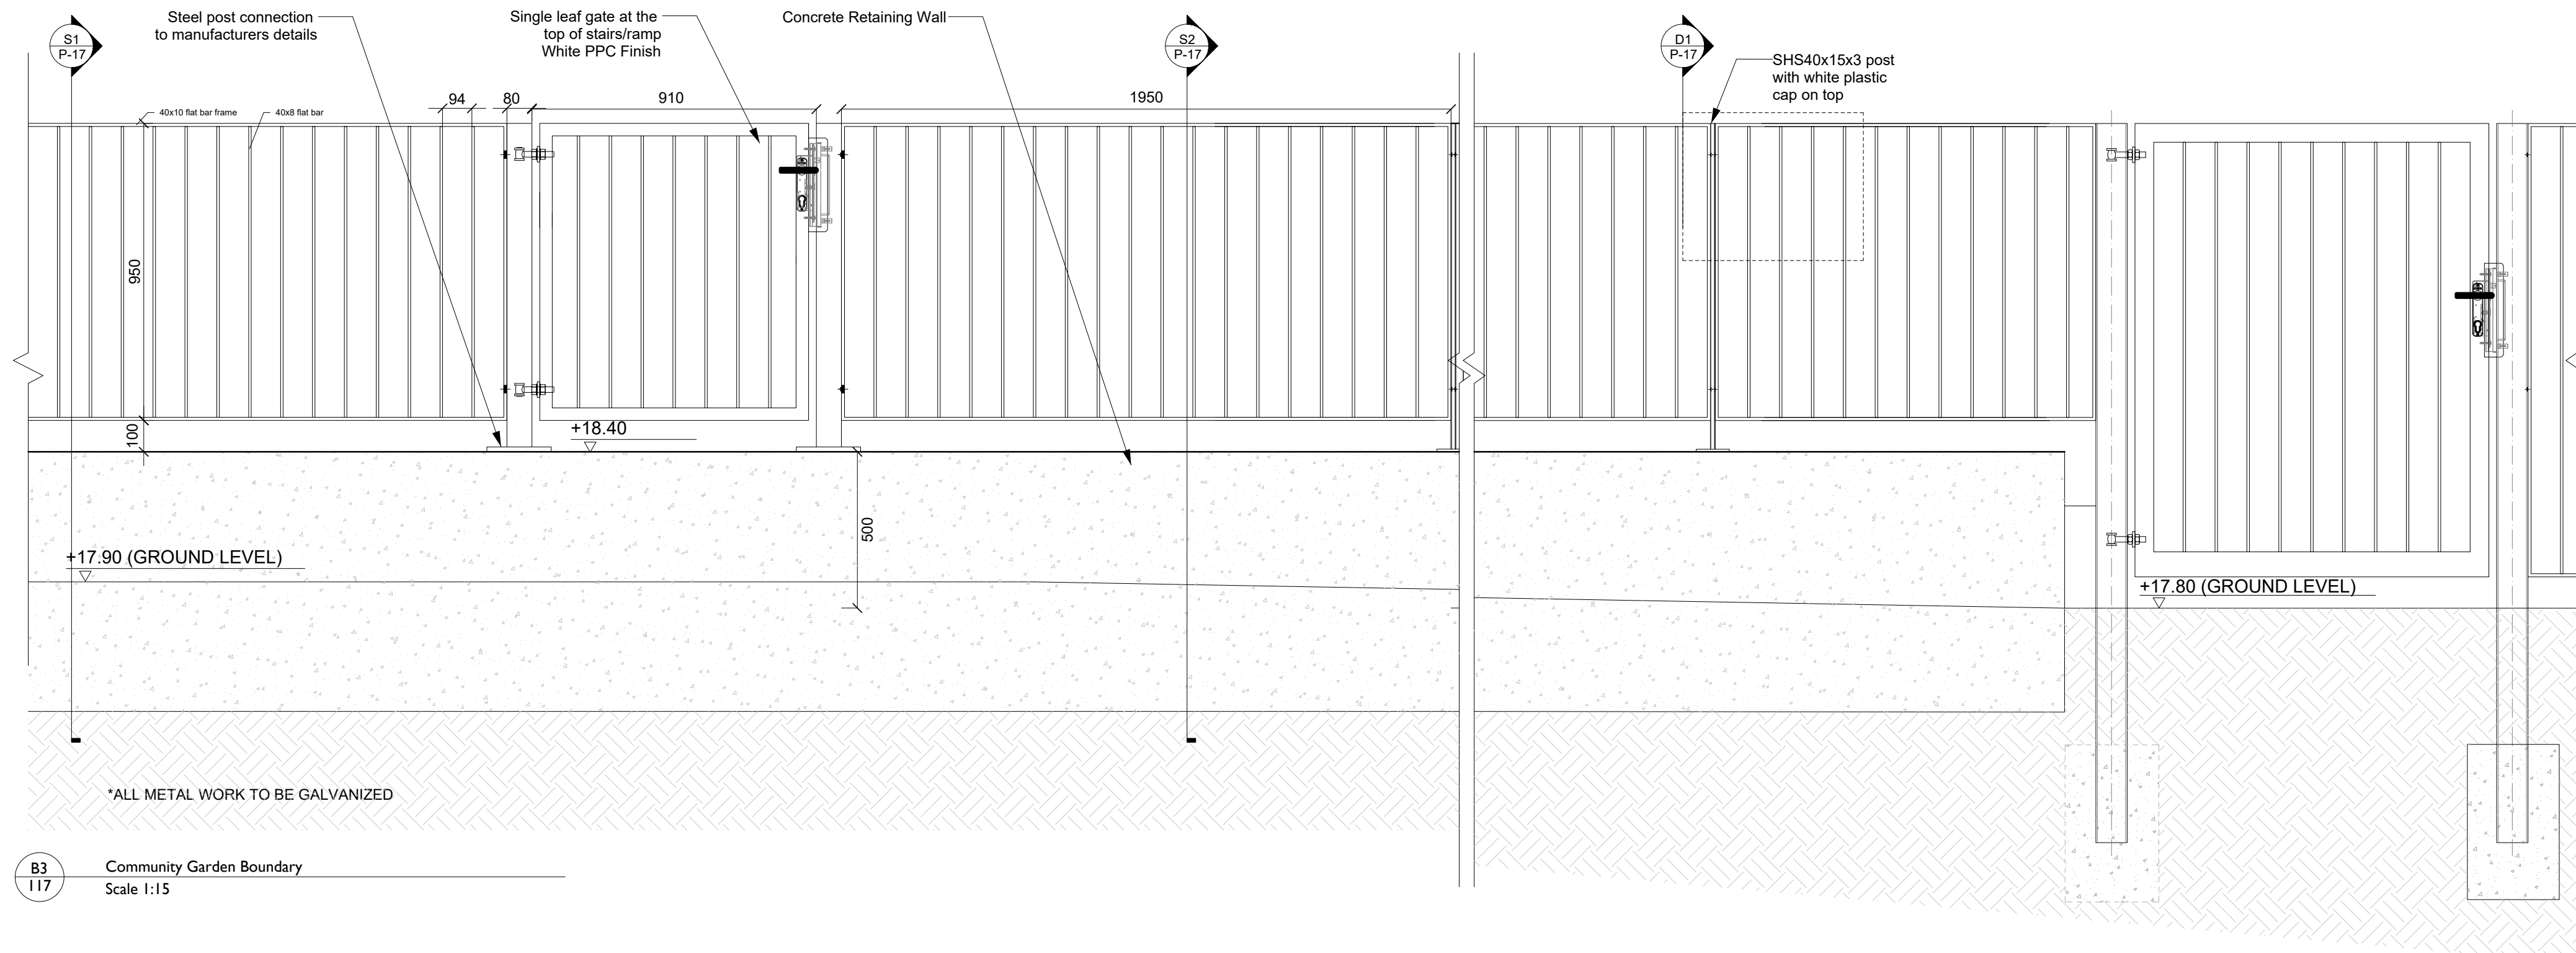 S1
P-17
Steel post connection
to manufacturers details
Single leaf gate at the
top of stairs/ramp
White PPC Finish
Concrete Retaining Wall
S2
P-17
D1
P-17
SHS40x15x3 post
with white plastic
cap on top
40x10 flat bar frame
40x8 flat bar
94
80
910
1950
950
100
+18.40
500
+17.90 (GROUND LEVEL)
+17.80 (GROUND LEVEL)
*ALL METAL WORK TO BE GALVANIZED
B3
117
Community Garden Boundary
Scale 1:15